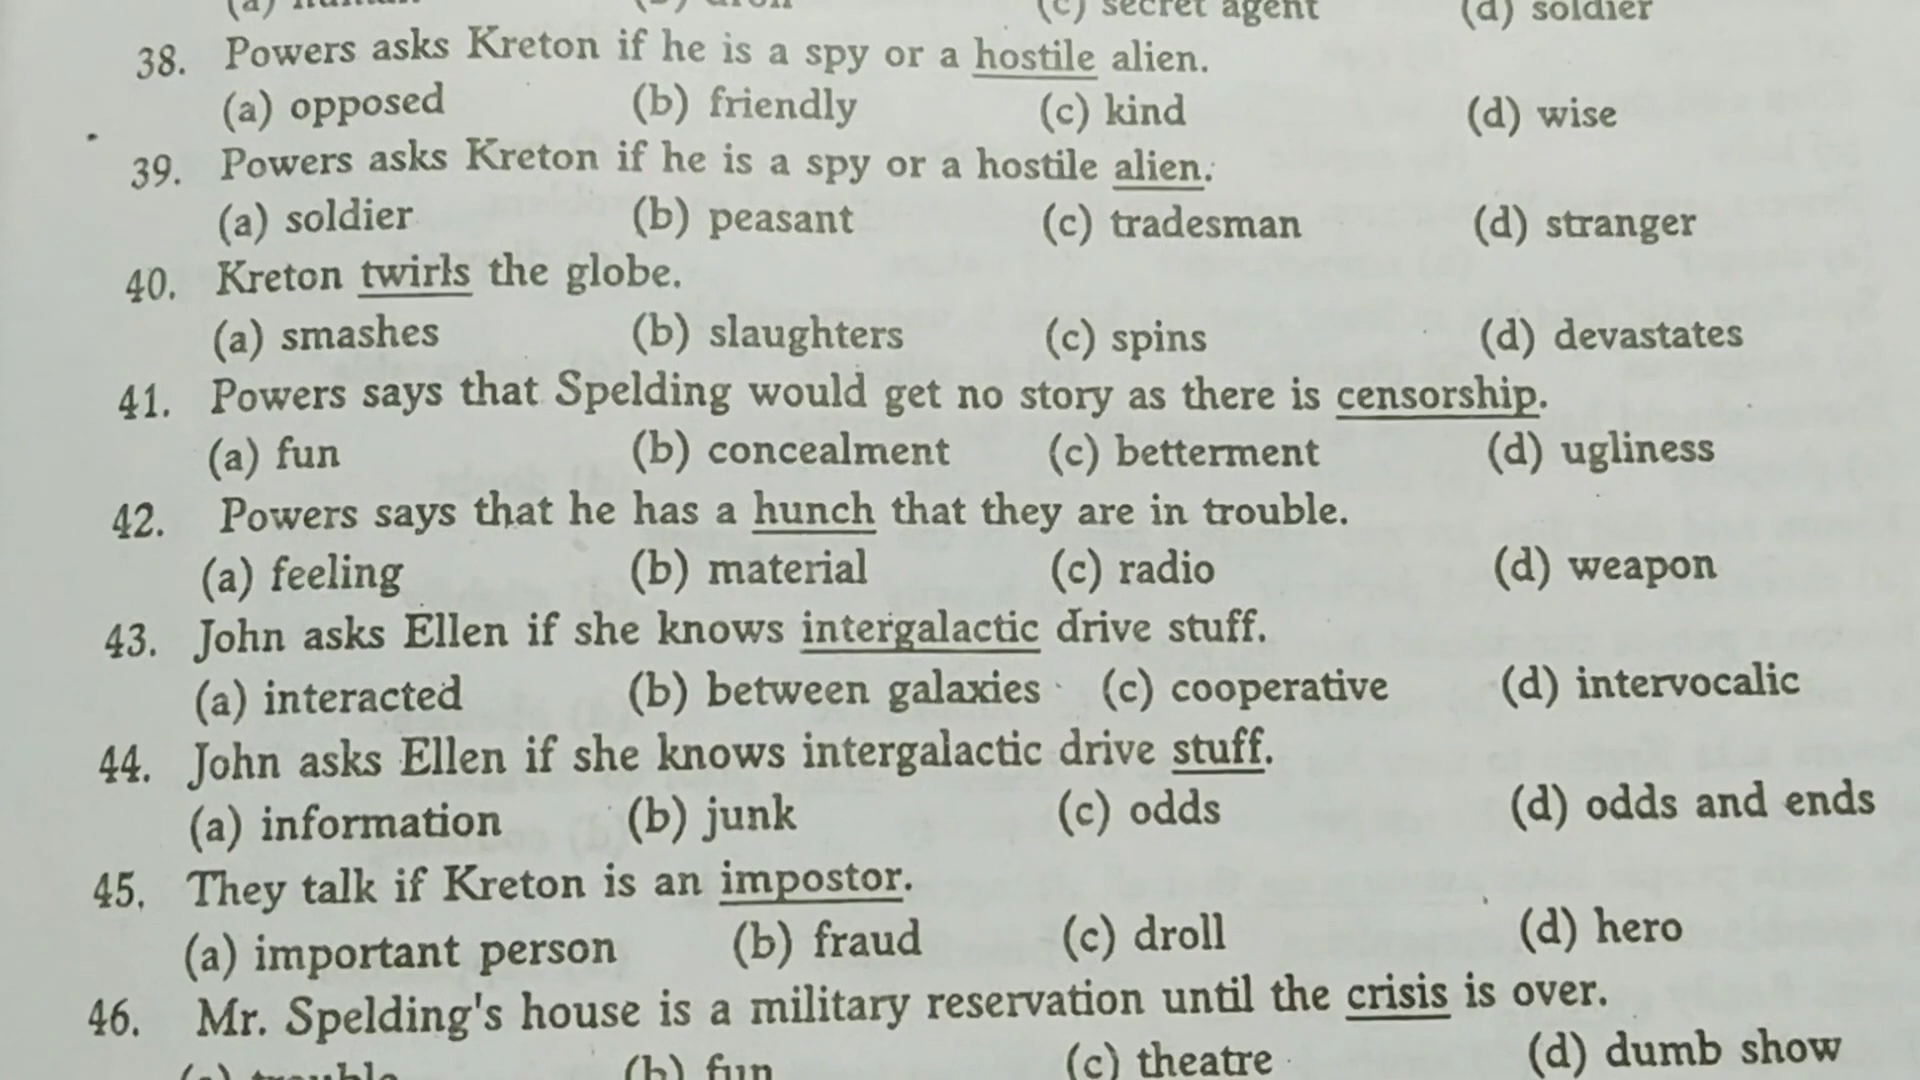 (c) secret agent (d) soldier
38. Powers asks Kreton if he is a spy or a hostile alien.
(a) opposed (b) friendly (c) kind (d) wise
39. Powers asks Kreton if he is a spy or a hostile alien.
(a) soldier (b) peasant (c) tradesman (d) stranger
40. Kreton twirls the globe.
(a) smashes (b) slaughters (c) spins (d) devastates
41. Powers says that Spelding would get no story as there is censorship.
(a) fun (b) concealment (c) betterment (d) ugliness
42. Powers says that he has a hunch that they are in trouble.
(a) feeling (b) material (c) radio (d) weapon
43. John asks Ellen if she knows intergalactic drive stuff.
(a) interacted (b) between galaxies (c) cooperative (d) intervocalic
44. John asks Ellen if she knows intergalactic drive stuff.
(a) information (b) junk (c) odds (d) odds and ends
45. They talk if Kreton is an impostor.
(a) important person (b) fraud (c) droll (d) hero
46. Mr. Spelding's house is a military reservation until the crisis is over.
(a) trouble (b) fun (c) theatre (d) dumb show